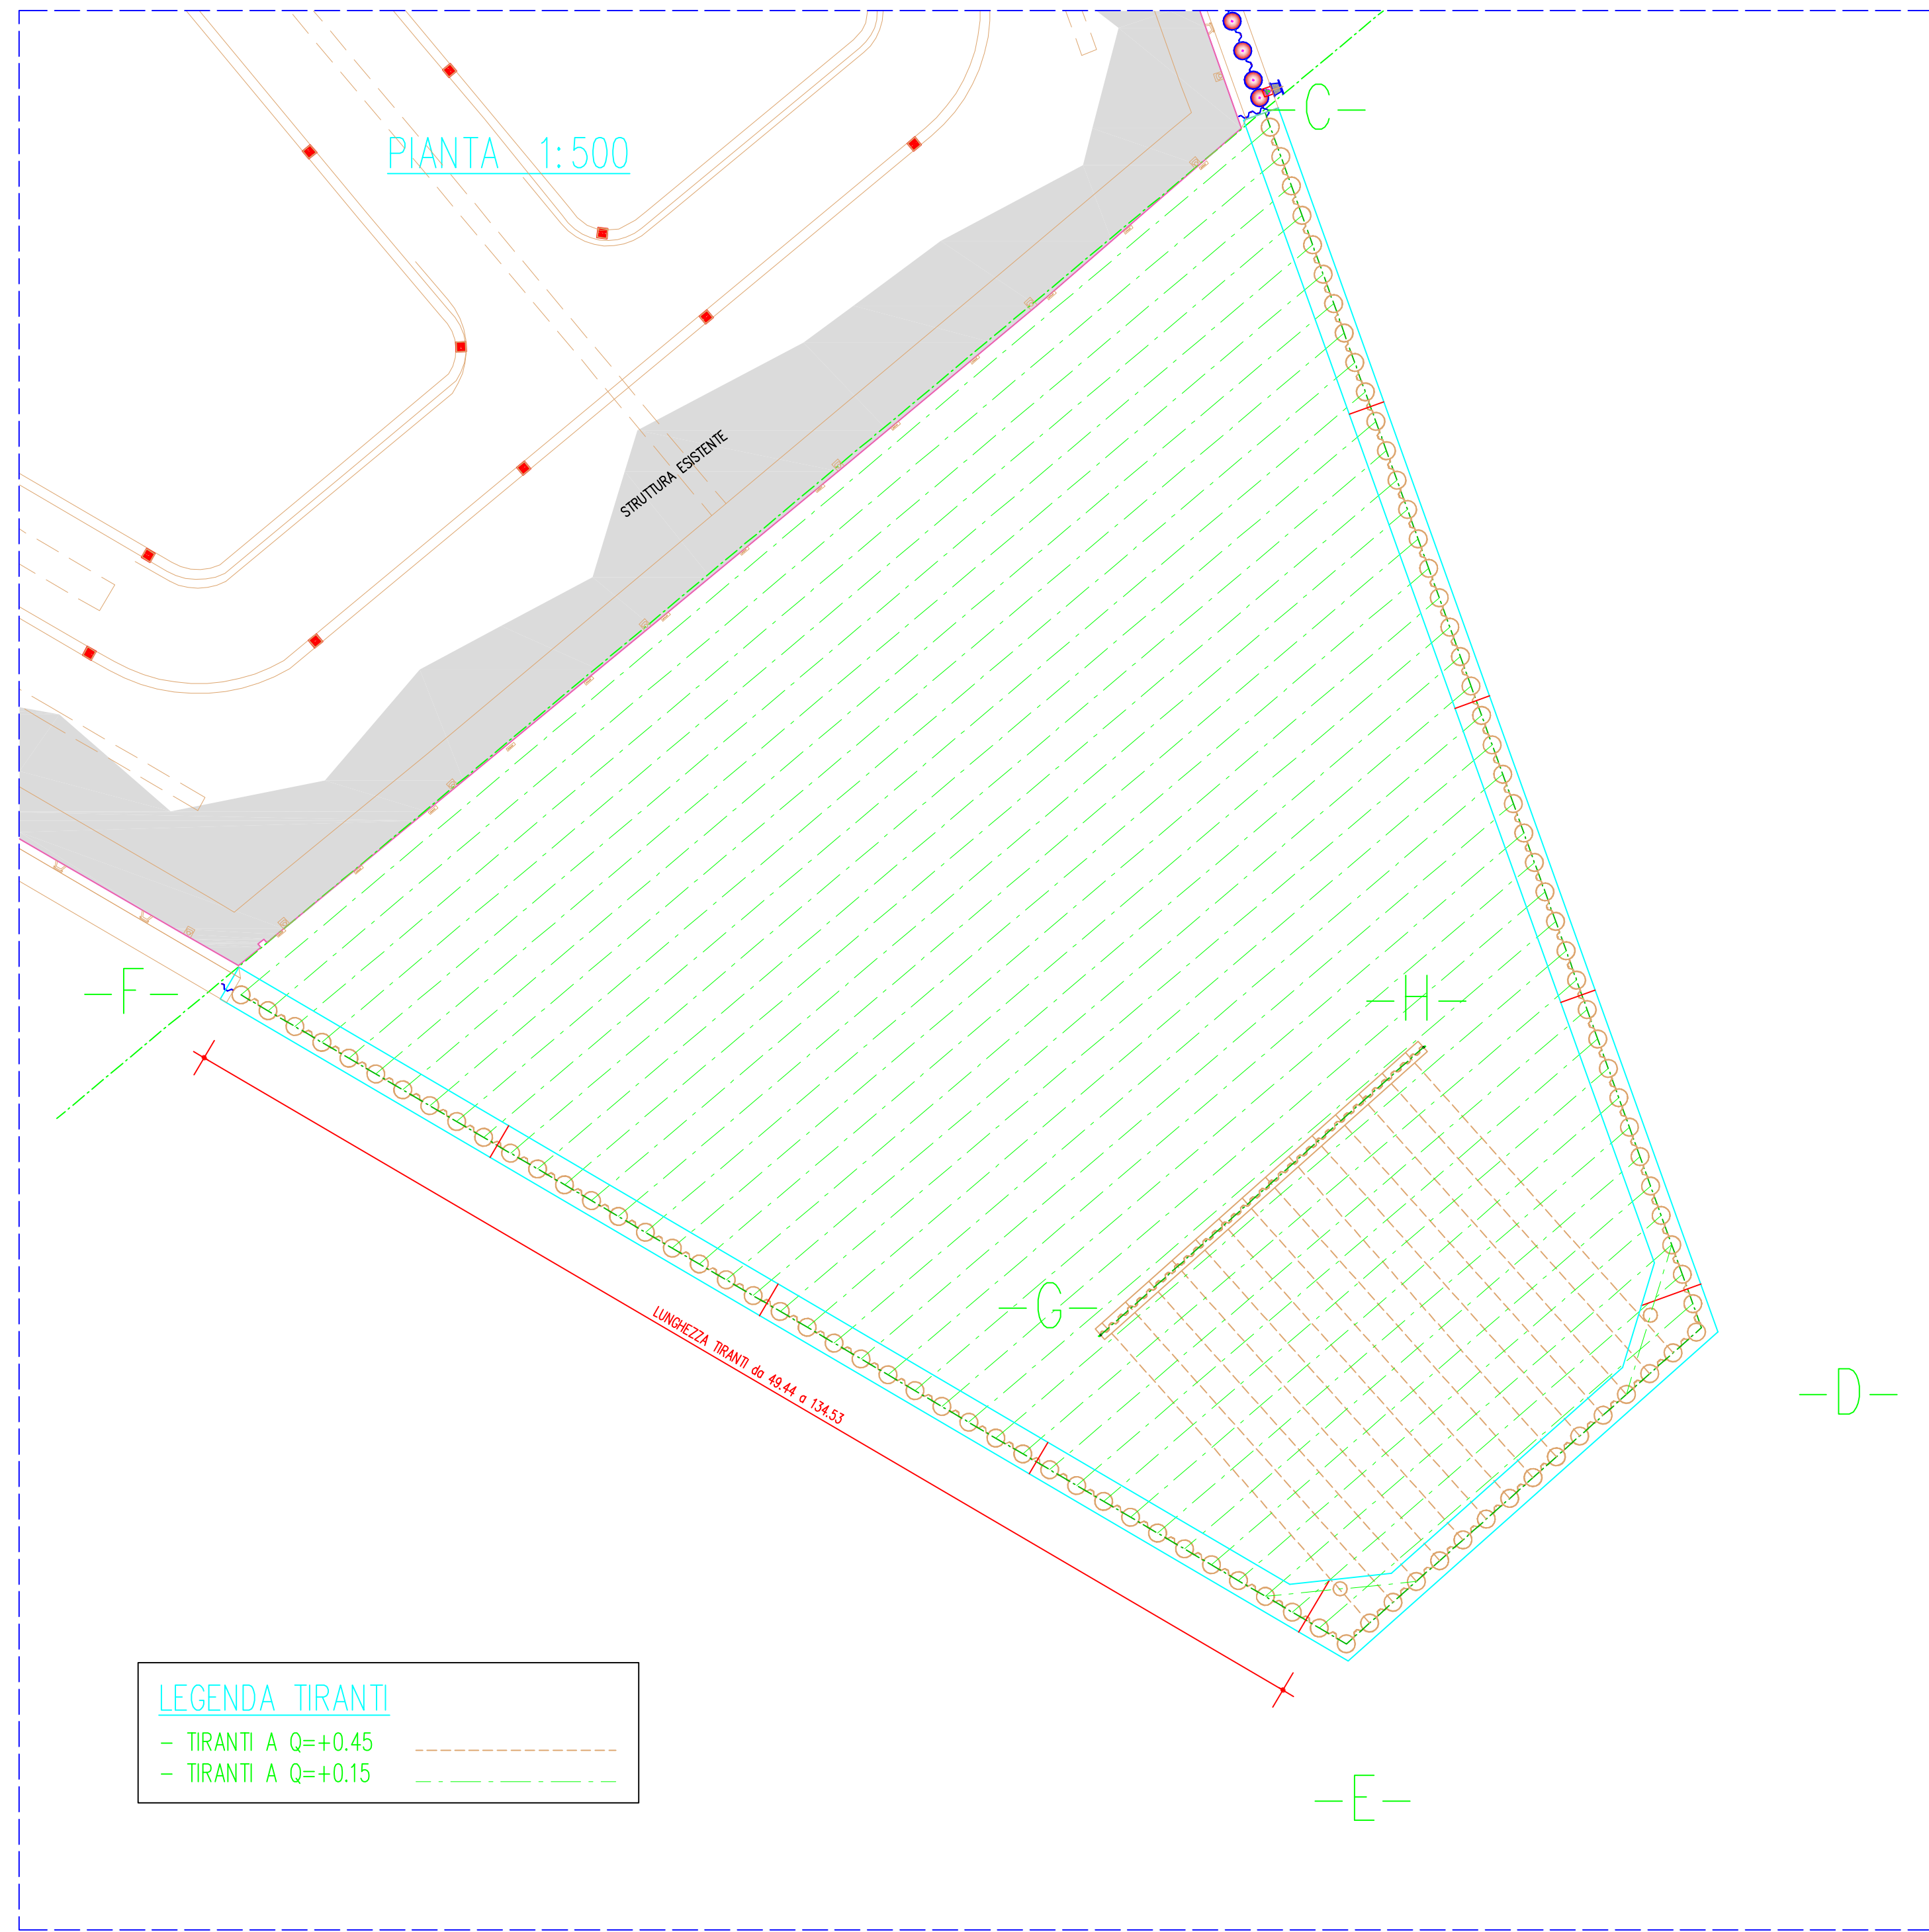 -C-
PIANTA 1:500
STRUTTURA ESISTENTE
-F-
-H-
-G-
LUNGHEZZA TIRANTI da 49.44 a 134.53
-D-
LEGENDA TIRANTI
- TIRANTI A Q=+0.45
- TIRANTI A Q=+0.15
-E-